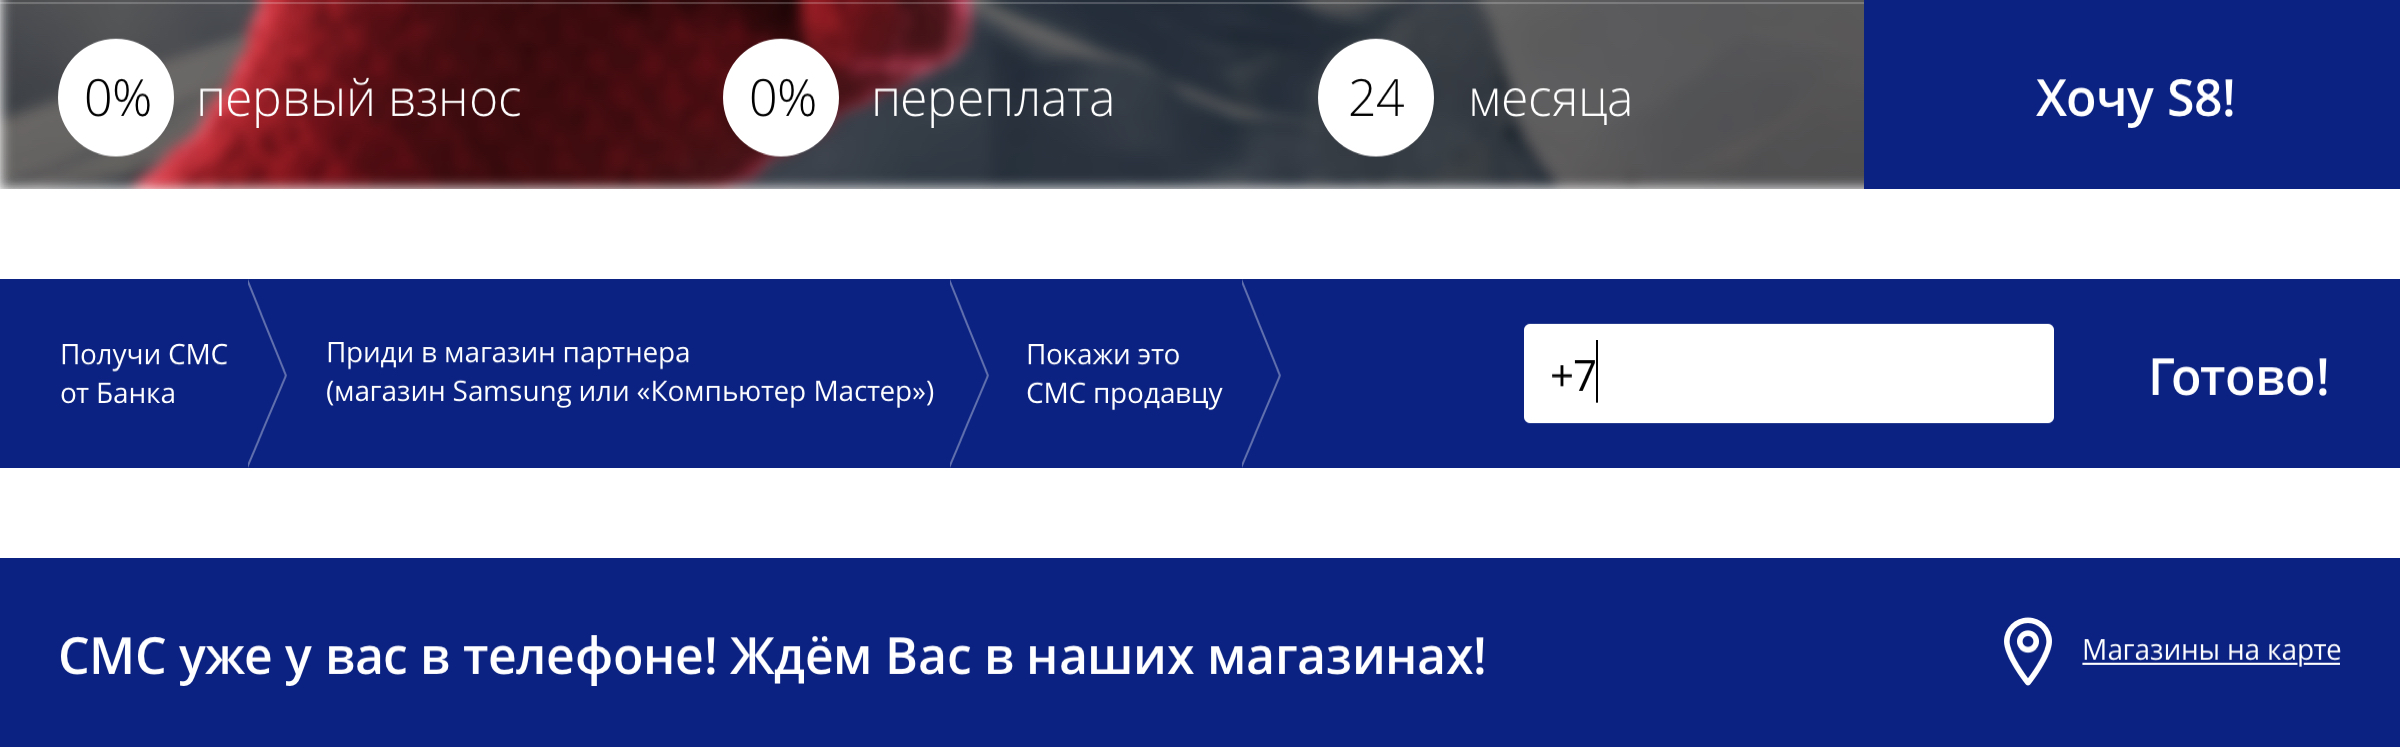 0% первый взнос 0% переплата 24 месяца Хочу S8!
Получи СМС
от Банка
Приди в магазин партнера
(магазин Samsung или «Компьютер Мастер»)
Покажи это
СМС продавцу
+7
Готово!
СМС уже у вас в телефоне! Ждём Вас в наших магазинах!
Магазины на карте